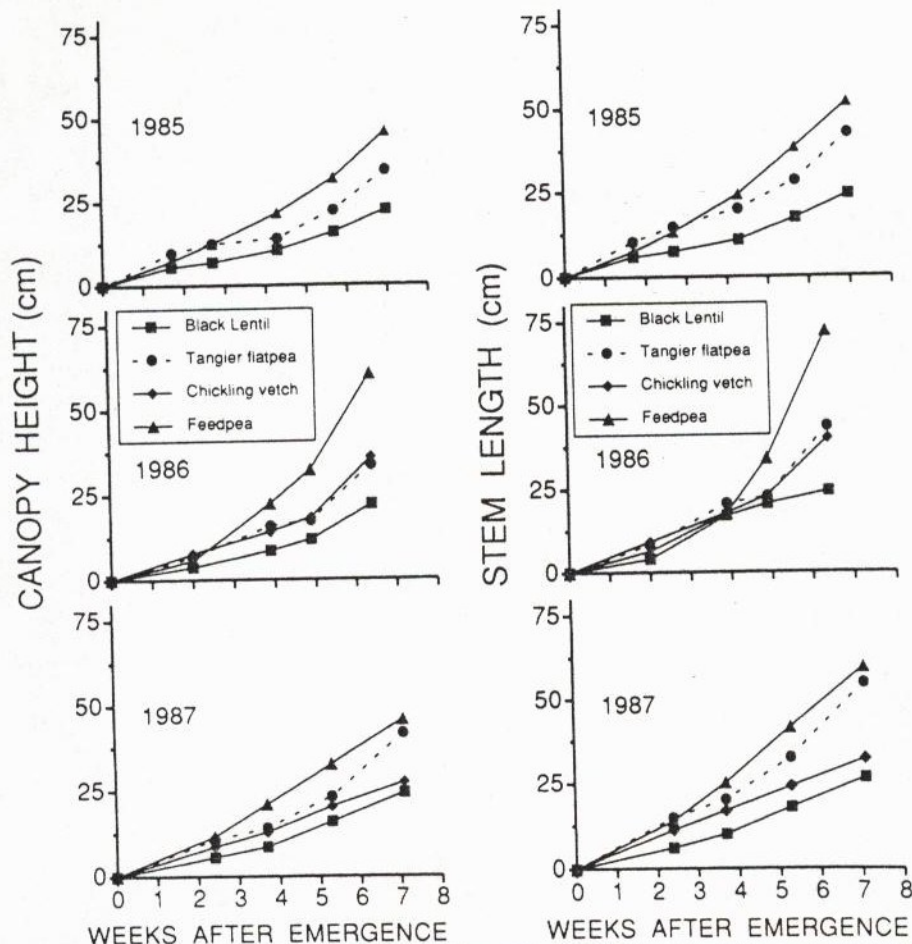 CANOPY HEIGHT (cm)
75
50
25
0
1985
75
50
25
0
Black Lentil
Tangier flatpea
Chickling vetch
Feedpea
1986
75
50
25
0
1987
0 1 2 3 4 5 6 7 8
WEEKS AFTER EMERGENCE
STEM LENGTH (cm)
75
50
25
0
1985
75
50
25
0
Black Lentil
Tangier flatpea
Chickling vetch
Feedpea
1986
75
50
25
0
1987
0 1 2 3 4 5 6 7 8
WEEKS AFTER EMERGENCE